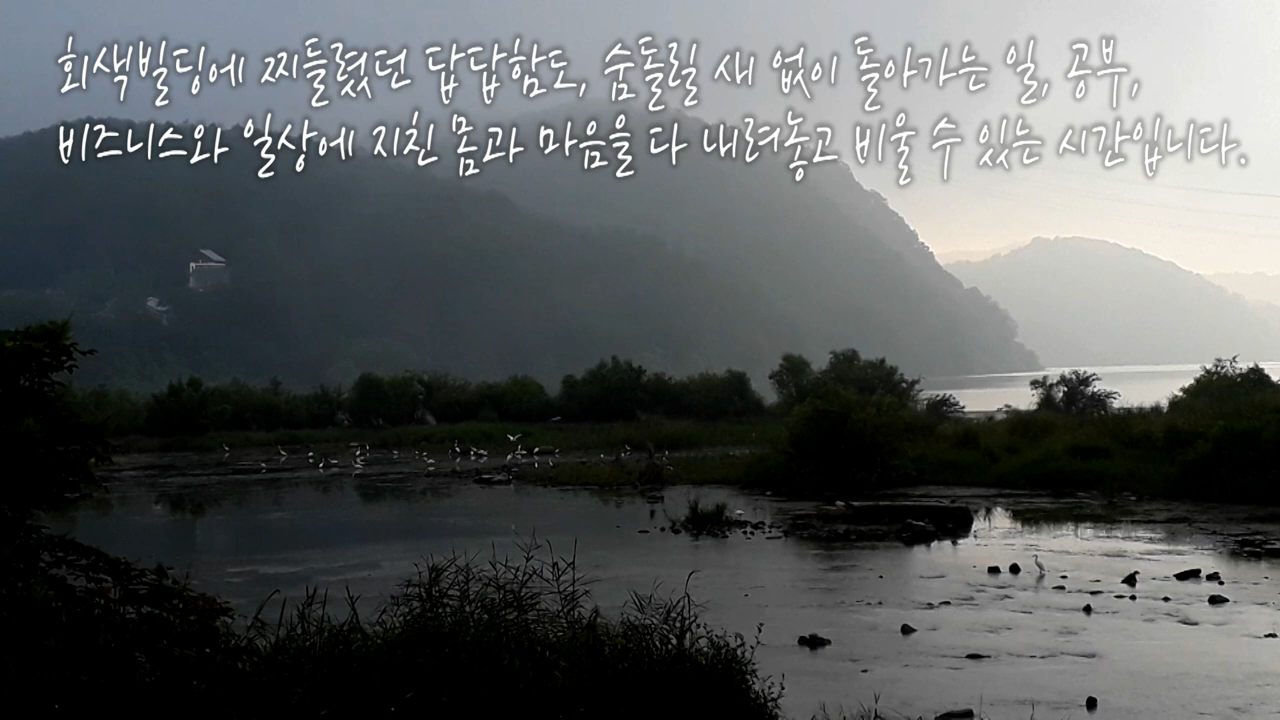 회색빌딩에 찌들렸던 답답함도, 숨돌릴 새 없이 돌아가는 일, 공부,
비즈니스와 일상에 지친 몸과 마음을 다 내려놓고 비울 수 있는 시간입니다.